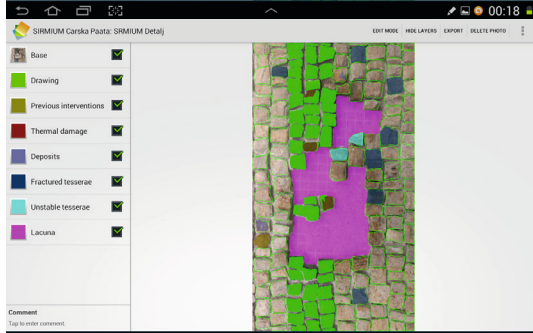 00:18
SIRMIUM Carska Paata: SRMIUM Detalj
EDIT MODE HIDE LAYERS EXPORT DELETE PHOTO
Base
Drawing
Previous interventions
Thermal damage
Deposits
Fractured tesserae
Unstable tesserae
Lacuna
Comment
Tap to enter comment.